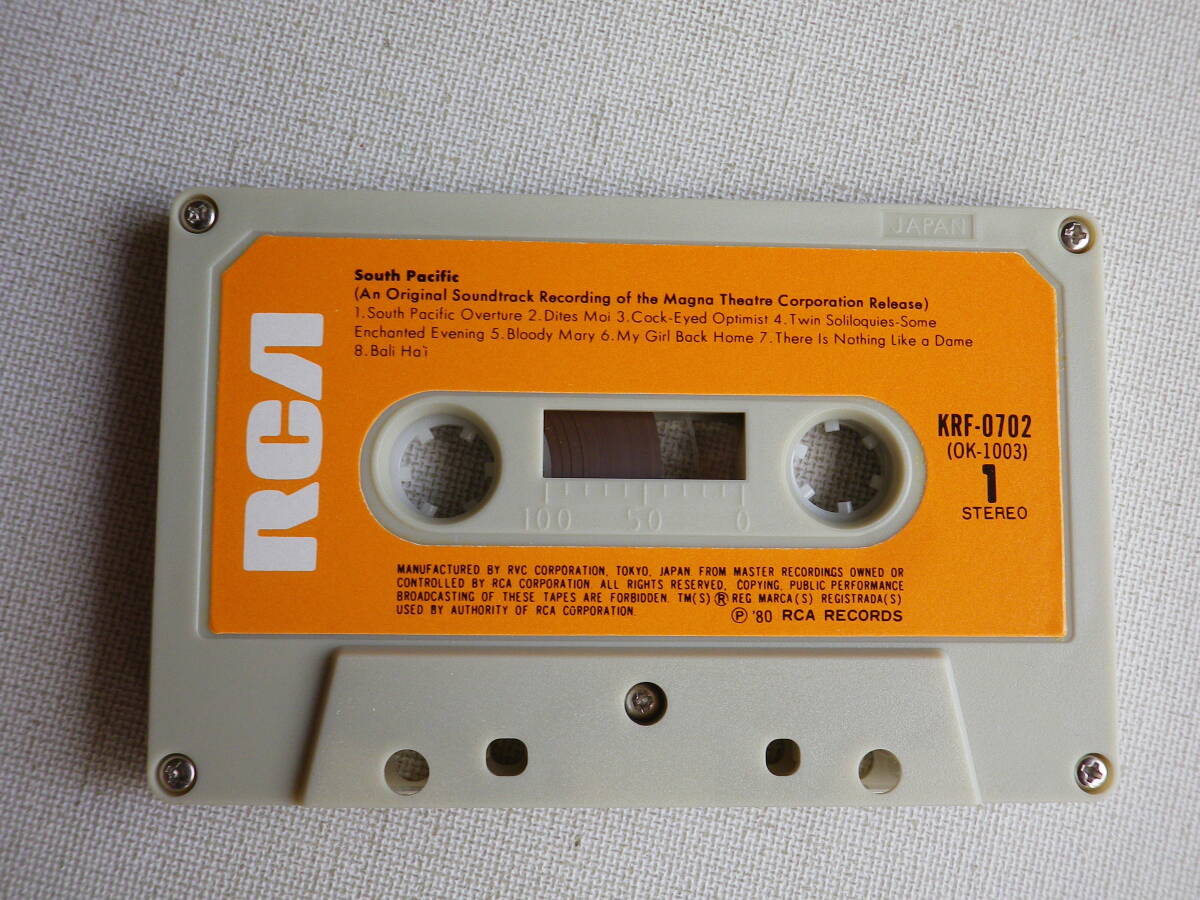 JAPAN
South Pacific
(An Original Soundtrack Recording of the Magna Theatre Corporation Release)
1.South Pacific Overture 2.Dites Moi 3.Cock-Eyed Optimist 4.Twin Soliloquies-Some
Enchanted Evening 5.Bloody Mary 6.My Girl Back Home 7.There Is Nothing Like a Dame
8.Bali Ha'i
RCA
KRF-0702
(OK-1003)
1
STEREO
100 50 0
MANUFACTURED BY RVC CORPORATION, TOKYO, JAPAN FROM MASTER RECORDINGS OWNED OR
CONTROLLED BY RCA CORPORATION. ALL RIGHTS RESERVED, COPYING, PUBLIC PERFORMANCE
BROADCASTING OF THESE TAPES ARE FORBIDDEN. TM(S) ® REG MARCA(S) REGISTRADA(S)
USED BY AUTHORITY OF RCA CORPORATION.
Ⓟ '80 RCA RECORDS